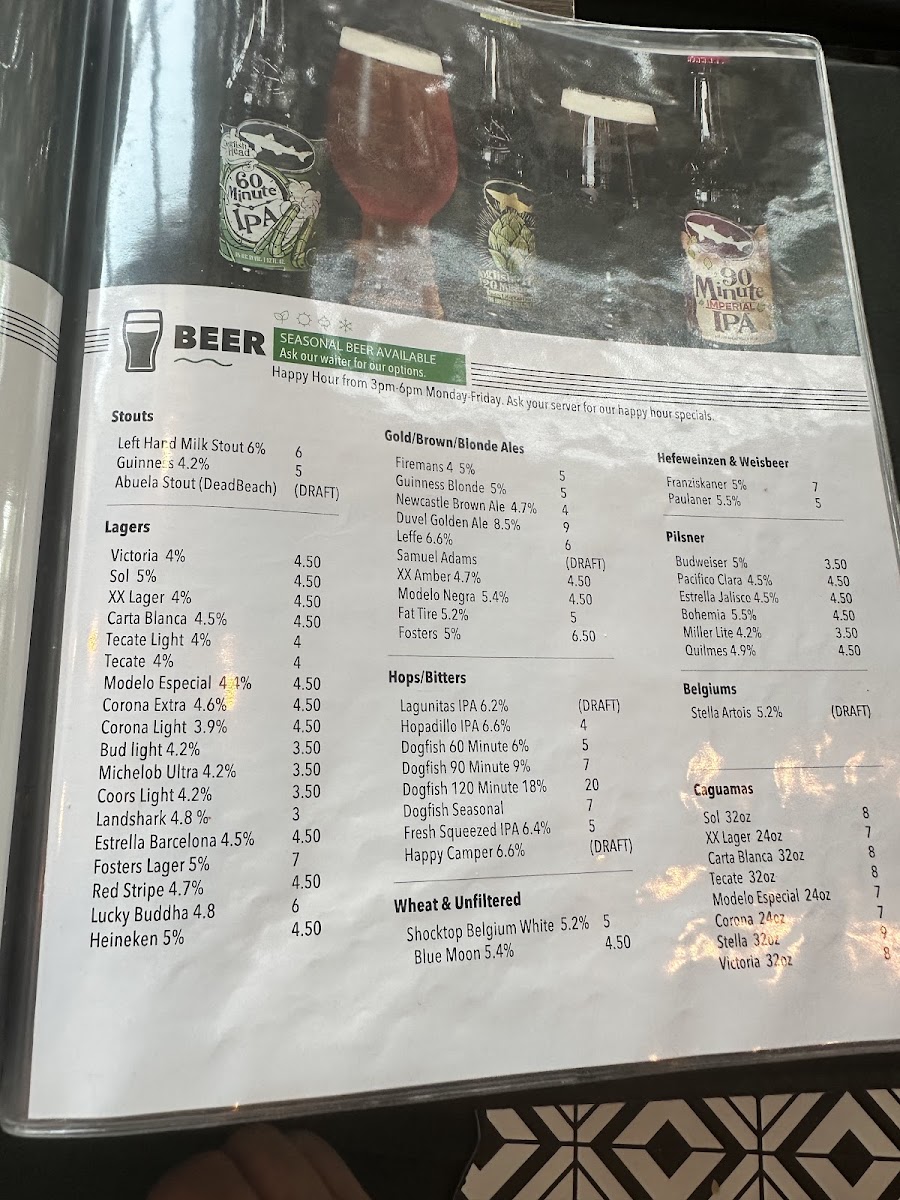 Dogfish Head
60 Minute IPA
90 Minute IMPERIAL IPA
BEER
SEASONAL BEER AVAILABLE
Ask our waiter for our options.
Happy Hour from 3pm-6pm Monday-Friday. Ask your server for our happy hour specials.
Stouts
Left Hand Milk Stout 6% 6
Guinness 4.2% 5
Abuela Stout (DeadBeach) (DRAFT)
Lagers
Victoria 4% 4.50
Sol 5% 4.50
XX Lager 4% 4.50
Carta Blanca 4.5% 4.50
Tecate Light 4% 4
Tecate 4% 4
Modelo Especial 4.4% 4.50
Corona Extra 4.6% 4.50
Corona Light 3.9% 4.50
Bud light 4.2% 3.50
Michelob Ultra 4.2% 3.50
Coors Light 4.2% 3.50
Landshark 4.8 % 3
Estrella Barcelona 4.5% 4.50
Fosters Lager 5% 7
Red Stripe 4.7% 4.50
Lucky Buddha 4.8 6
Heineken 5% 4.50
Gold/Brown/Blonde Ales
Firemans 4 5% 5
Guinness Blonde 5% 5
Newcastle Brown Ale 4.7% 4
Duvel Golden Ale 8.5% 9
Leffe 6.6% 6
Samuel Adams (DRAFT)
XX Amber 4.7% 4.50
Modelo Negra 5.4% 4.50
Fat Tire 5.2% 5
Fosters 5% 6.50
Hops/Bitters
Lagunitas IPA 6.2% (DRAFT)
Hopadillo IPA 6.6% 4
Dogfish 60 Minute 6% 5
Dogfish 90 Minute 9% 7
Dogfish 120 Minute 18% 20
Dogfish Seasonal 7
Fresh Squeezed IPA 6.4% 5
Happy Camper 6.6% (DRAFT)
Wheat & Unfiltered
Shocktop Belgium White 5.2% 5
Blue Moon 5.4% 4.50
Hefeweinzen & Weisbeer
Franziskaner 5% 7
Paulaner 5.5% 5
Pilsner
Budweiser 5% 3.50
Pacifico Clara 4.5% 4.50
Estrella Jalisco 4.5% 4.50
Bohemia 5.5% 4.50
Miller Lite 4.2% 3.50
Quilmes 4.9% 4.50
Belgiums
Stella Artois 5.2% (DRAFT)
Caguamas
Sol 32oz 8
XX Lager 24oz 7
Carta Blanca 32oz 8
Tecate 32oz 8
Modelo Especial 24oz 7
Corona 24oz 7
Stella 32oz 9
Victoria 32oz 8